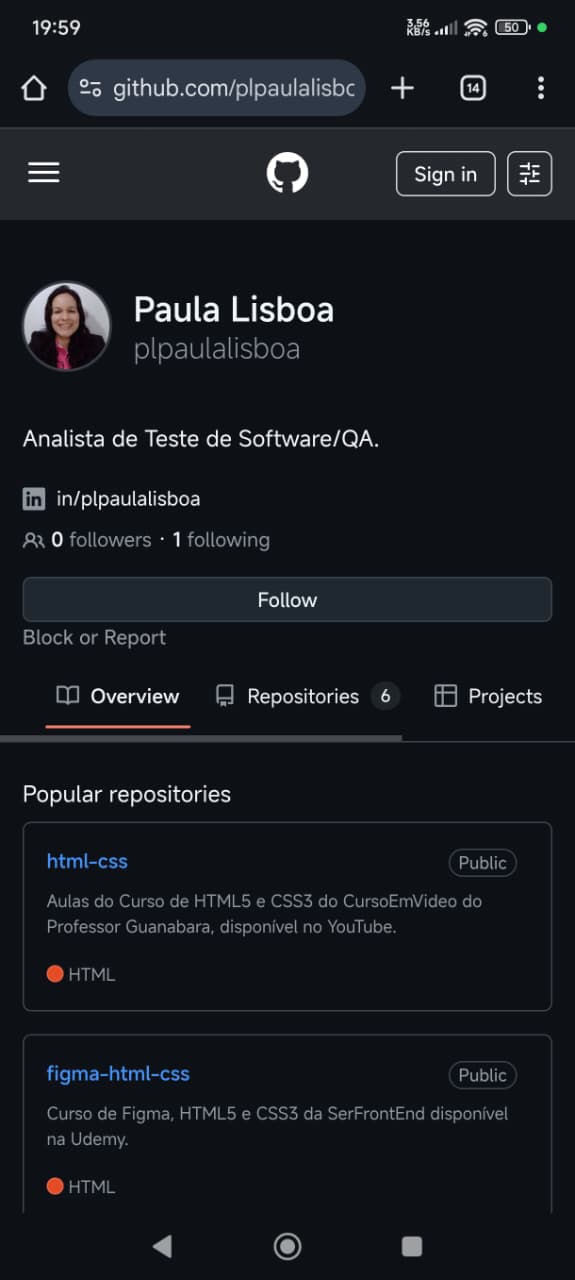 19:59
3,56
KB/s
50
github.com/plpaulalisbo
14
Sign in
Paula Lisboa
plpaulalisboa
Analista de Teste de Software/QA.
in/plpaulalisboa
0 followers · 1 following
Follow
Block or Report
Overview
Repositories 6
Projects
Popular repositories
html-css
Public
Aulas do Curso de HTML5 e CSS3 do CursoEmVideo do
Professor Guanabara, disponível no YouTube.
HTML
figma-html-css
Public
Curso de Figma, HTML5 e CSS3 da SerFrontEnd disponível
na Udemy.
HTML